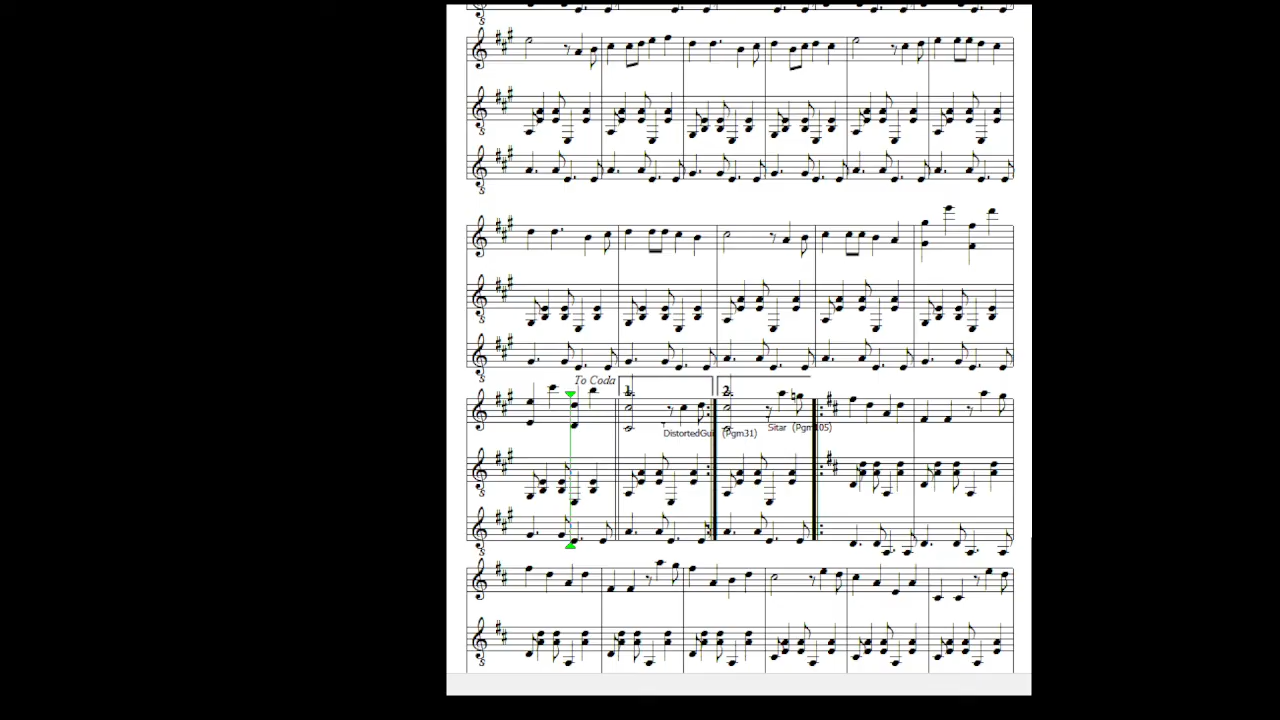 To Coda
1.
2.
DistortedGui (Pgm31)
Sitar (Pgm105)